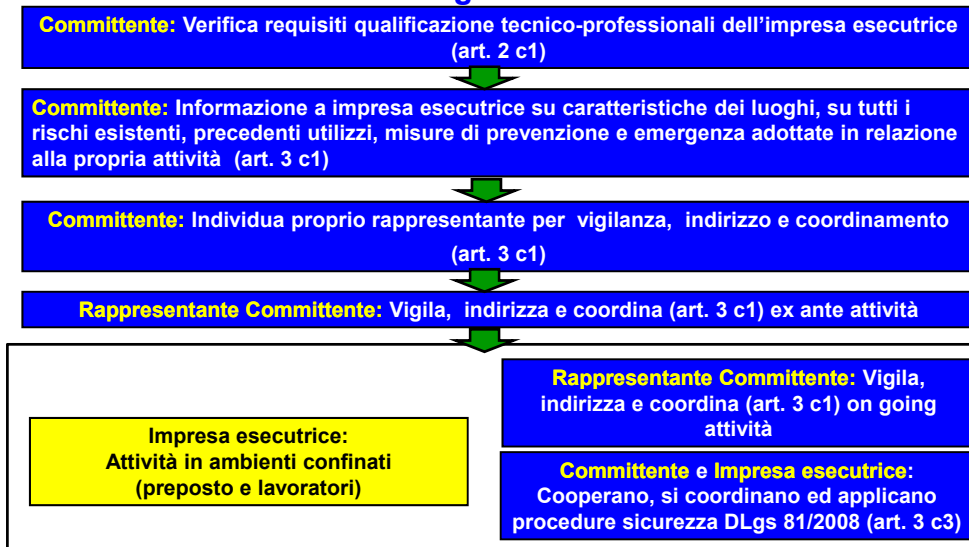 Committente: Verifica requisiti qualificazione tecnico-professionali dell'impresa esecutrice
(art. 2 c1)
Committente: Informazione a impresa esecutrice su caratteristiche dei luoghi, su tutti i
rischi esistenti, precedenti utilizzi, misure di prevenzione e emergenza adottate in relazione
alla propria attività (art. 3 c1)
Committente: Individua proprio rappresentante per vigilanza, indirizzo e coordinamento
(art. 3 c1)
Rappresentante Committente: Vigila, indirizza e coordina (art. 3 c1) ex ante attività
Impresa esecutrice:
Attività in ambienti confinati
(preposto e lavoratori)
Rappresentante Committente: Vigila,
indirizza e coordina (art. 3 c1) on going
attività
Committente e Impresa esecutrice:
Cooperano, si coordinano ed applicano
procedure sicurezza DLgs 81/2008 (art. 3 c3)